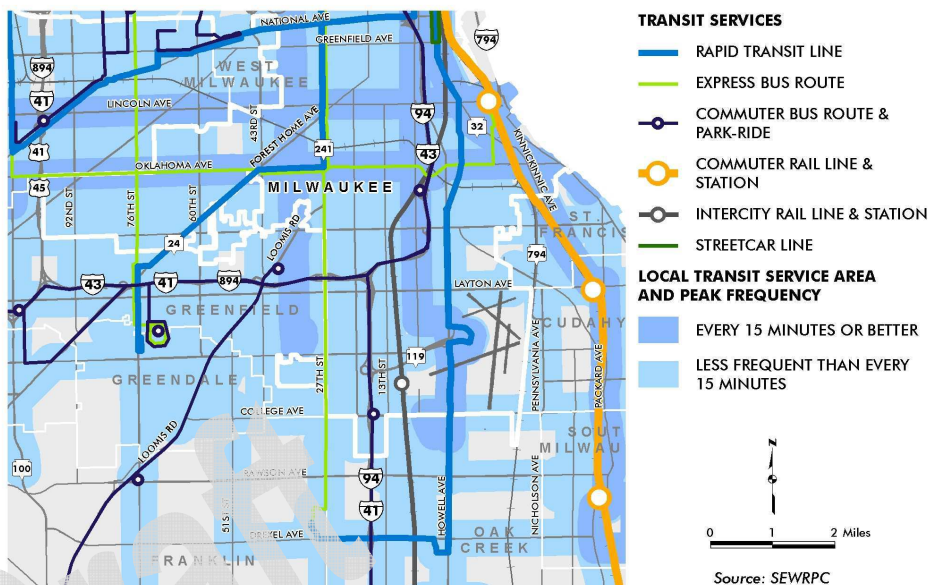 NATIONAL AVE
GREENFIELD AVE
794
894
WEST
MILWAUKEE
41
LINCOLN AVE
43RD ST
FOREST HOME AVE
94
32
KINNICKINNIC AVE
41
241
43
OKLAHOMA AVE
45
MILWAUKEE
92ND ST
76TH ST
60TH ST
24
LOOMIS RD
ST.
FRANCIS
794
43
41
894
LAYTON AVE
GREENFIELD
CUDAHY
119
GREENDALE
27TH ST
13TH ST
PENNSYLVANIA AVE
PACKARD AVE
COLLEGE AVE
LOOMIS RD
SOUTH
MILWAU
100
RAWSON AVE
94
41
51ST ST
HOWELL AVE
NICHOLSON AVE
DREXEL AVE
OAK
CREEK
FRANKLIN
TRANSIT SERVICES
RAPID TRANSIT LINE
EXPRESS BUS ROUTE
COMMUTER BUS ROUTE &
PARK-RIDE
COMMUTER RAIL LINE &
STATION
INTERCITY RAIL LINE & STATION
STREETCAR LINE
LOCAL TRANSIT SERVICE AREA
AND PEAK FREQUENCY
EVERY 15 MINUTES OR BETTER
LESS FREQUENT THAN EVERY
15 MINUTES
N
0 1 2 Miles
Source: SEWRPC